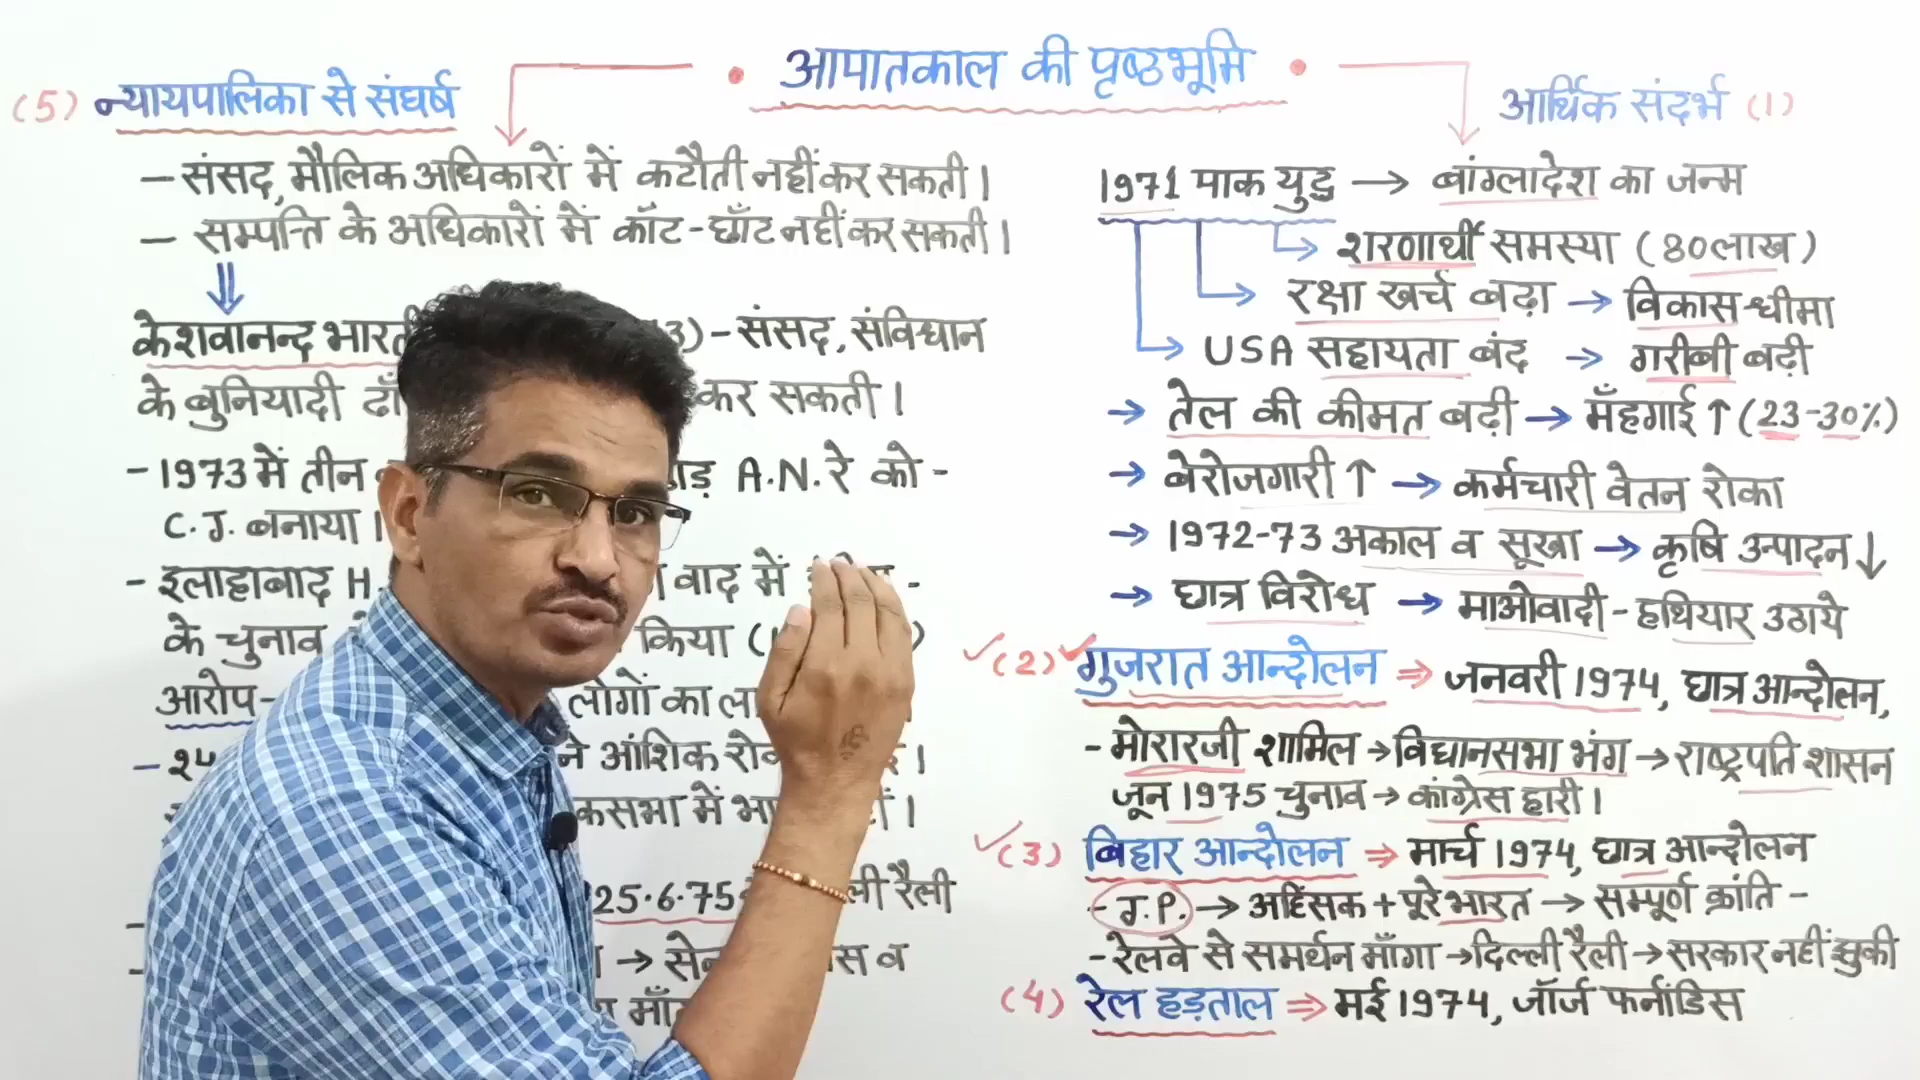 आपातकाल की पृष्ठभूमि
(5) न्यायपालिका से संघर्ष
– संसद, मौलिक अधिकारों में कटौती नहीं कर सकती।
– सम्पत्ति के अधिकारों में काँट-छाँट नहीं कर सकती।
केशवानन्द भारती 3) – संसद, संविधान
के बुनियादी कर सकती।
- 1973 में तीन A.N. रे को -
C.J. बनाया।
- इलाहाबाद H. वाद में -
के चुनाव किया (1
आरोप- लोगों का
- 24 ने आंशिक
में
25.6.75 रैली
→ व
आर्थिक संदर्भ (1)
1971 पाक युद्ध → बांग्लादेश का जन्म
→ शरणार्थी समस्या (80 लाख)
→ रक्षा खर्च बढ़ा → विकास धीमा
→ USA सहायता बंद → गरीबी बढ़ी
→ तेल की कीमत बढ़ी → मँहगाई ↑ (23-30%)
→ बेरोजगारी ↑ → कर्मचारी वेतन रोका
→ 1972-73 अकाल व सूखा → कृषि उत्पादन ↓
→ छात्र विरोध → माओवादी - हथियार उठाये
(2) गुजरात आन्दोलन ⇒ जनवरी 1974, छात्र आन्दोलन,
- मोरारजी शामिल → विधानसभा भंग → राष्ट्रपति शासन
जून 1975 चुनाव → कांग्रेस हारी।
(3) बिहार आन्दोलन ⇒ मार्च 1974, छात्र आन्दोलन
- J.P. → अहिंसक + पूरे भारत → सम्पूर्ण क्रांति -
- रेलवे से समर्थन माँगा → दिल्ली रैली → सरकार नहीं झुकी
(4) रेल हड़ताल ⇒ मई 1974, जॉर्ज फर्नांडिस